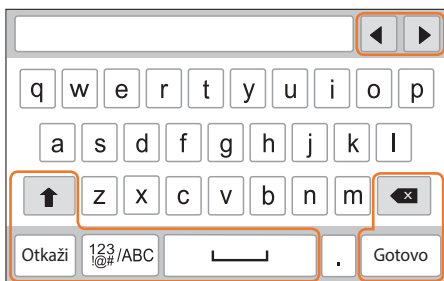 q w e r t y u i o p
a s d f g h j k l
z x c v b n m
Otkaži 123 !@# /ABC . Gotovo